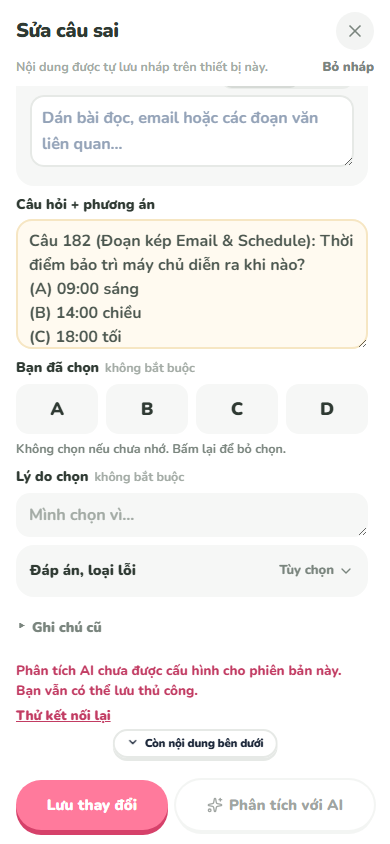 Sửa câu sai
Nội dung được tự lưu nháp trên thiết bị này.
Bỏ nháp
Dán bài đọc, email hoặc các đoạn văn
liên quan...
Câu hỏi + phương án
Câu 182 (Đoạn kép Email & Schedule): Thời
điểm bảo trì máy chủ diễn ra khi nào?
(A) 09:00 sáng
(B) 14:00 chiều
(C) 18:00 tối
Bạn đã chọn không bắt buộc
A
B
C
D
Không chọn nếu chưa nhớ. Bấm lại để bỏ chọn.
Lý do chọn không bắt buộc
Mình chọn vì...
Đáp án, loại lỗi
Tùy chọn
Ghi chú cũ
Phân tích AI chưa được cấu hình cho phiên bản này.
Bạn vẫn có thể lưu thủ công.
Thử kết nối lại
Còn nội dung bên dưới
Lưu thay đổi
Phân tích với AI